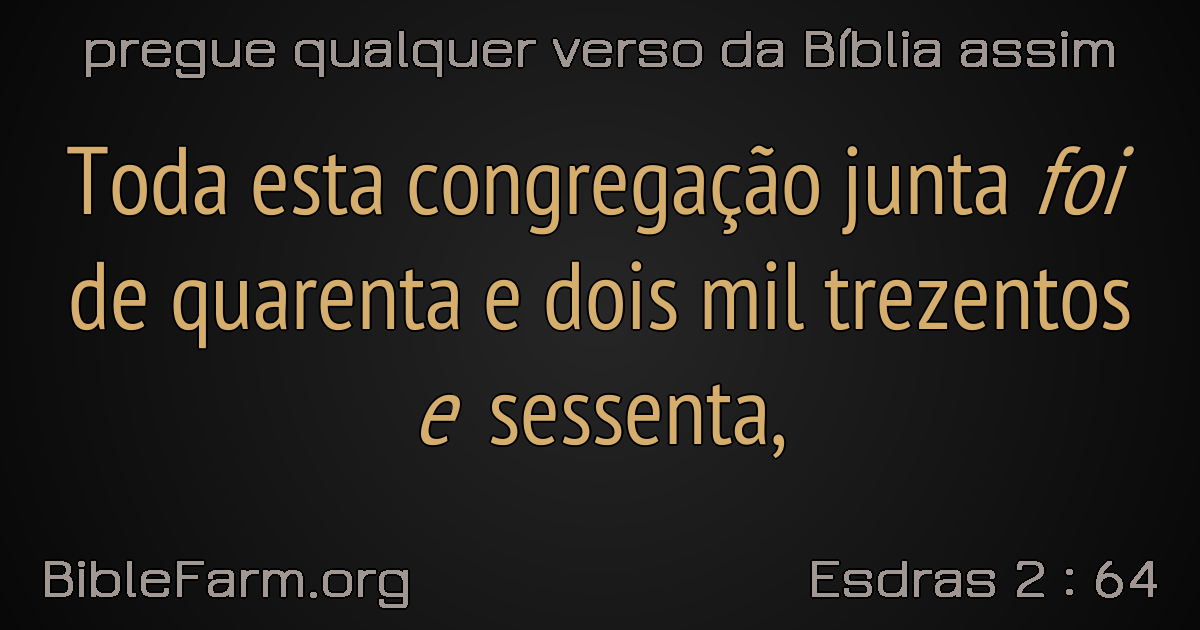 pregue qualquer verso da Bíblia assim
Toda esta congregação junta foi
de quarenta e dois mil trezentos
e sessenta,
BibleFarm.org
Esdras 2 : 64